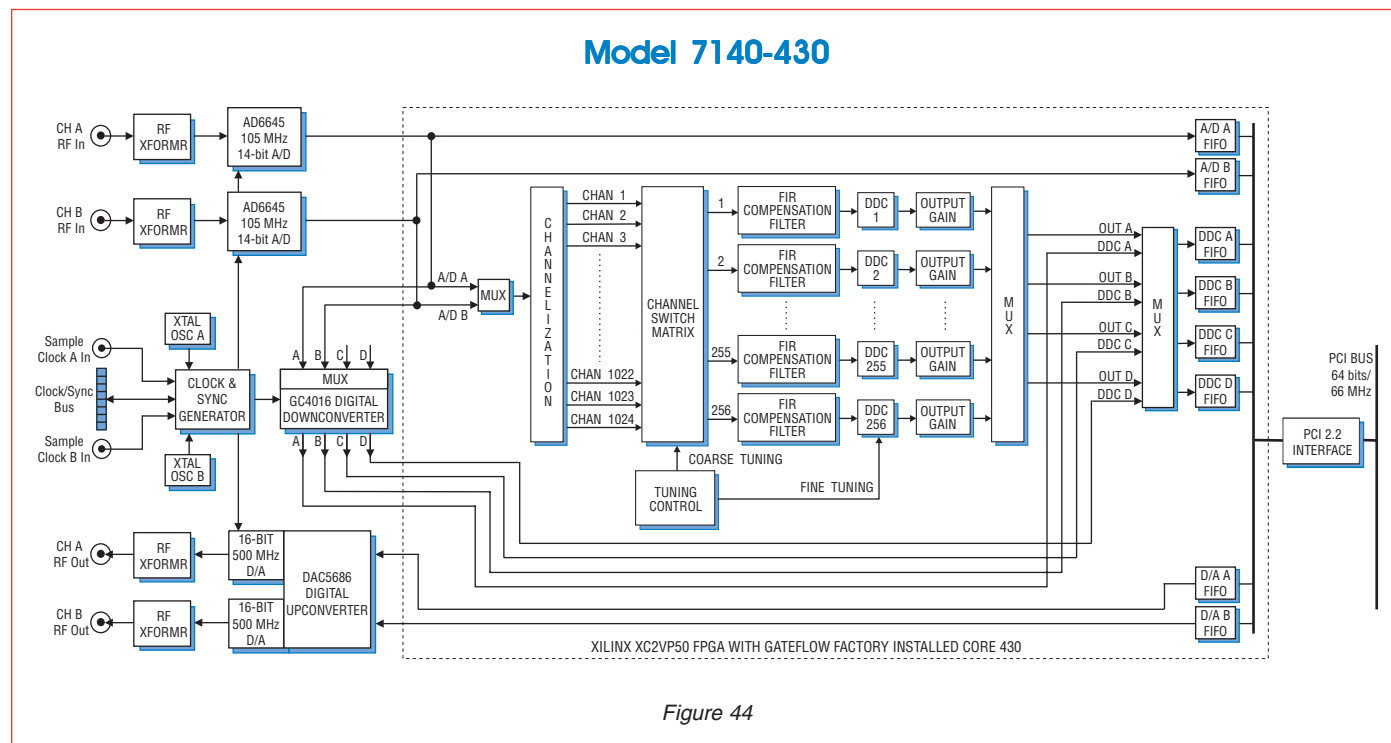 Model 7140-430
CH A
RF In
RF
XFORMR
AD6645
105 MHz
14-bit A/D
CH B
RF In
RF
XFORMR
AD6645
105 MHz
14-bit A/D
XTAL
OSC A
Sample
Clock A In
Clock/Sync
Bus
Sample
Clock B In
CLOCK &
SYNC
GENERATOR
XTAL
OSC B
A B C D
MUX
GC4016 DIGITAL
DOWNCONVERTER
A B C D
CH A
RF Out
RF
XFORMR
16-BIT
500 MHz
D/A
CH B
RF Out
RF
XFORMR
16-BIT
500 MHz
D/A
DAC5686
DIGITAL
UPCONVERTER
A/D A
A/D B
MUX
CHANNELIZATION
CHAN 1
CHAN 2
CHAN 3
CHAN 1022
CHAN 1023
CHAN 1024
CHANNEL
SWITCH
MATRIX
COARSE TUNING
TUNING
CONTROL
FINE TUNING
1
FIR
COMPENSATION
FILTER
DDC
1
OUTPUT
GAIN
2
FIR
COMPENSATION
FILTER
DDC
2
OUTPUT
GAIN
255
FIR
COMPENSATION
FILTER
DDC
255
OUTPUT
GAIN
256
FIR
COMPENSATION
FILTER
DDC
256
OUTPUT
GAIN
MUX
OUT A
DDC A
OUT B
DDC B
OUT C
DDC C
OUT D
DDC D
MUX
A/D A
FIFO
A/D B
FIFO
DDC A
FIFO
DDC B
FIFO
DDC C
FIFO
DDC D
FIFO
D/A A
FIFO
D/A B
FIFO
PCI 2.2
INTERFACE
PCI BUS
64 bits/
66 MHz
XILINX XC2VP50 FPGA WITH GATEFLOW FACTORY INSTALLED CORE 430
Figure 44